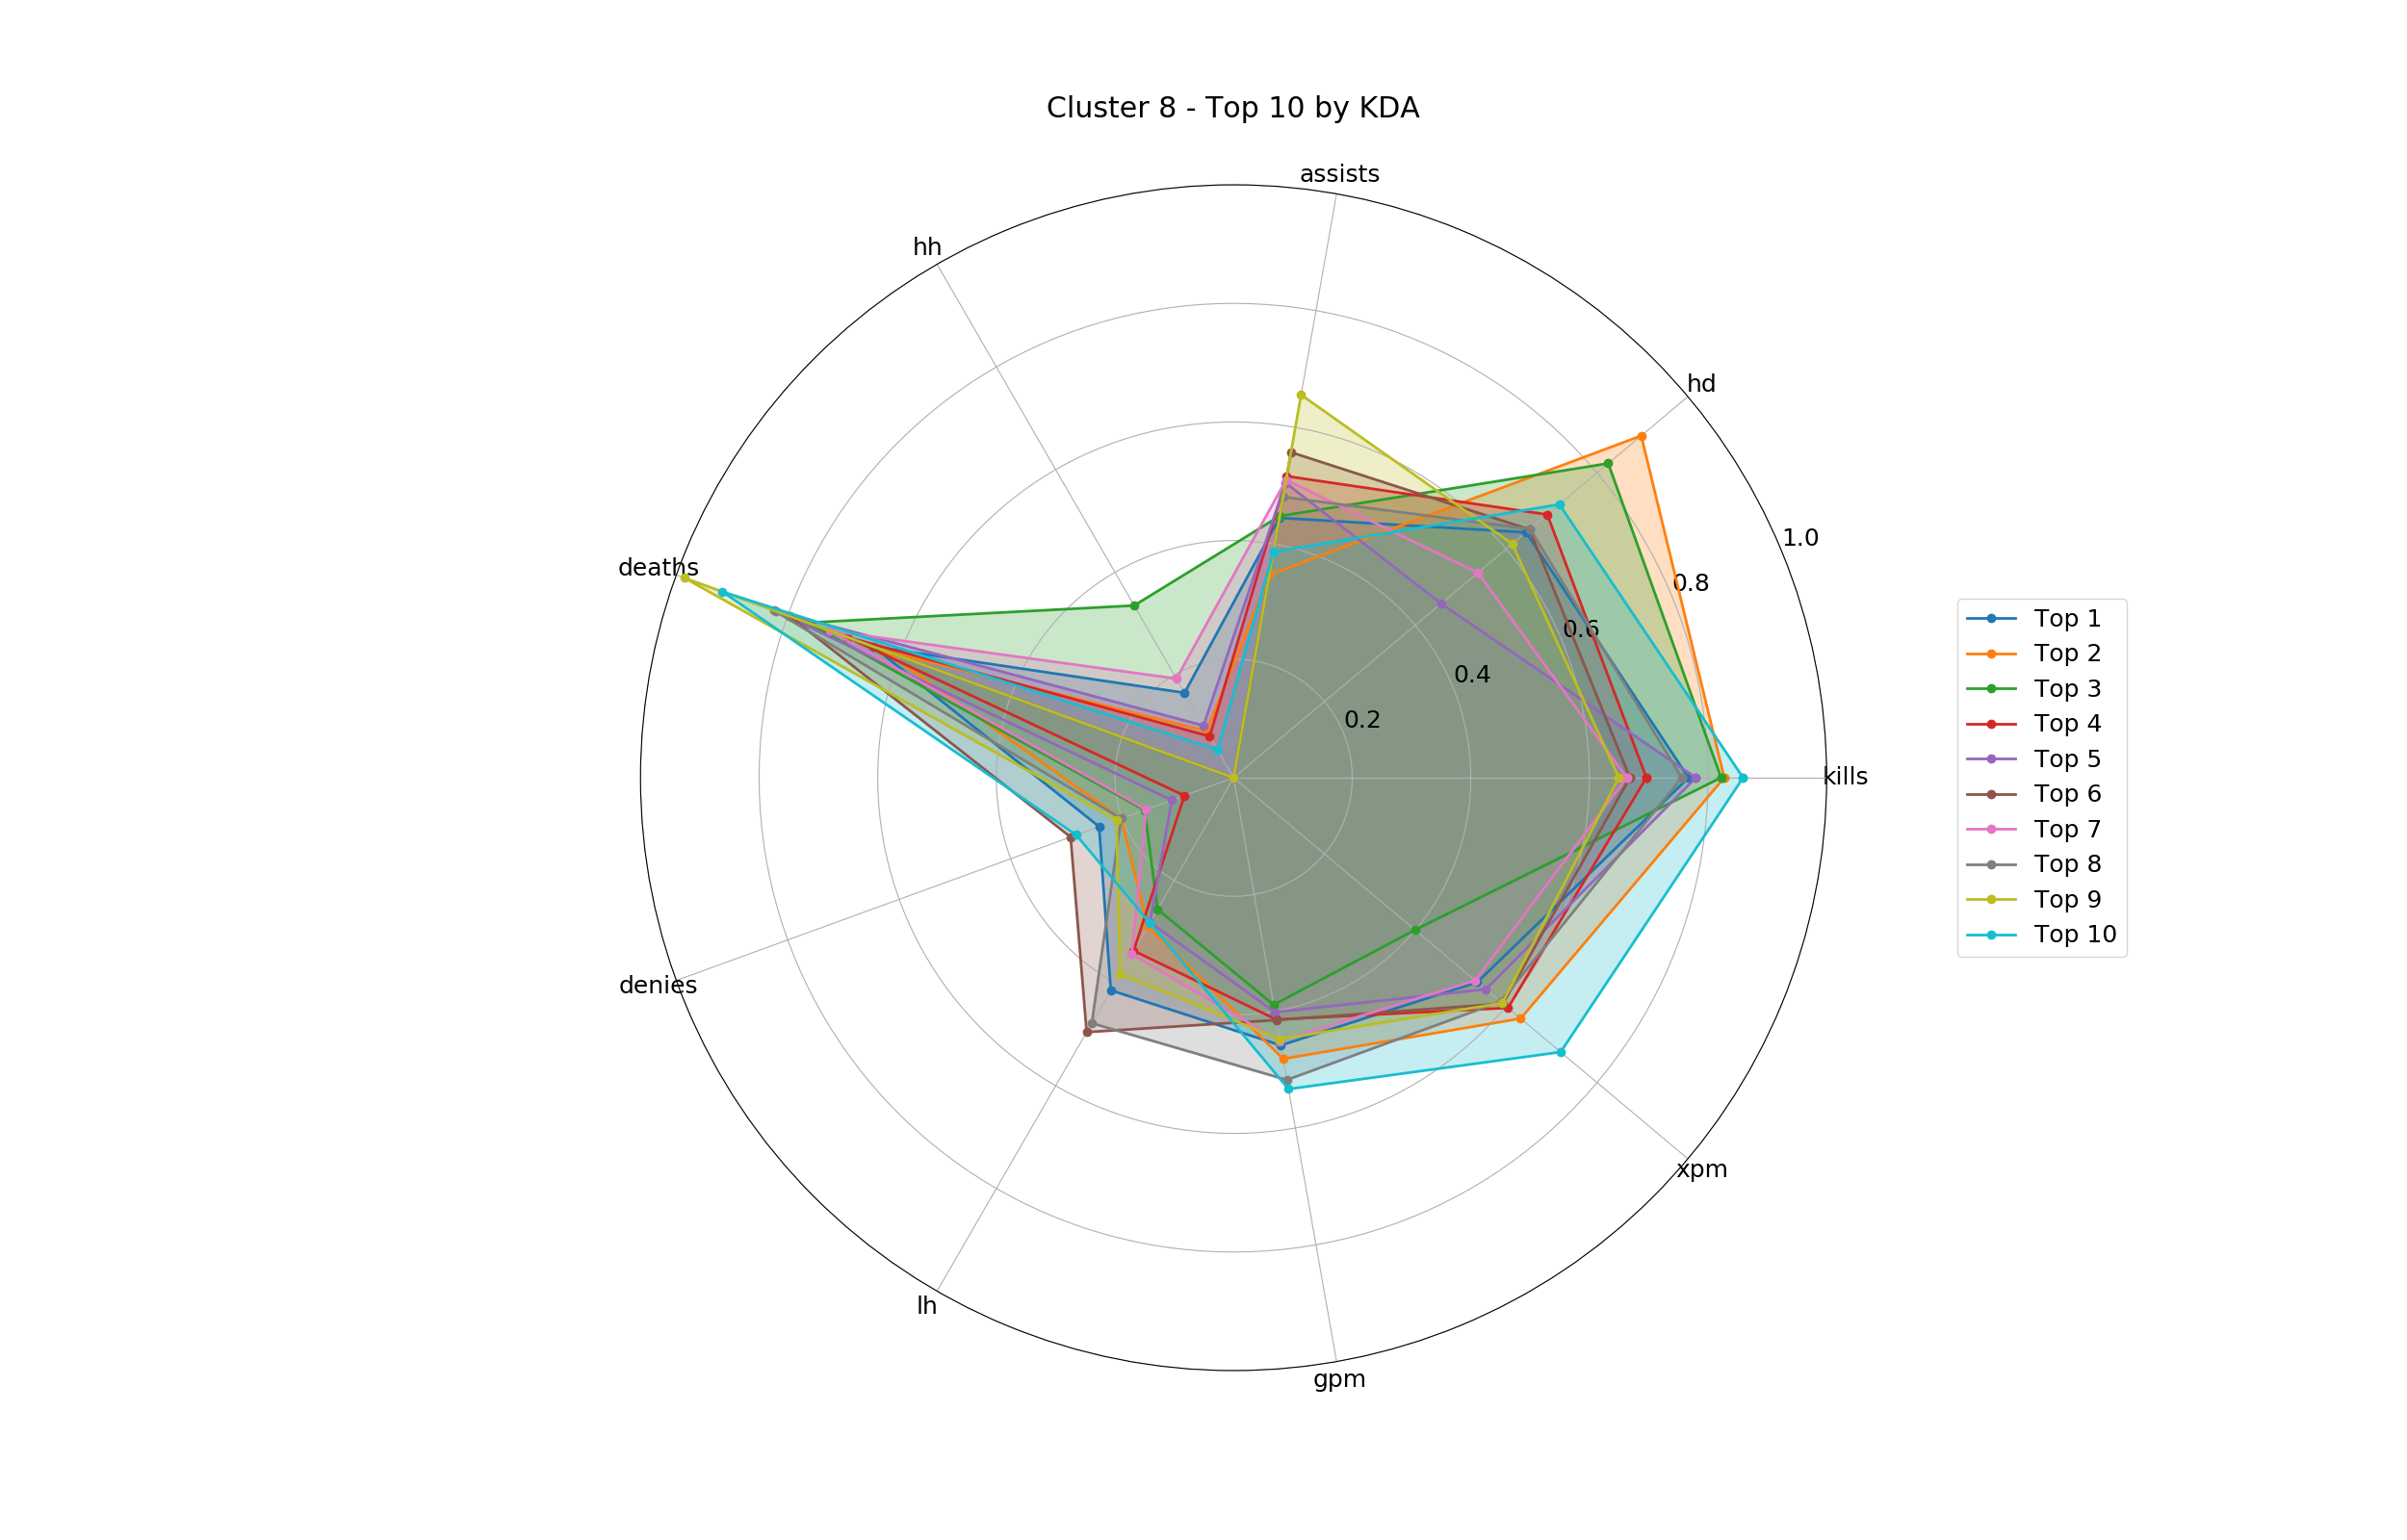 Cluster 8 - Top 10 by KDA
assists
hh
hd
deaths
1.0
0.8
0.6
0.4
0.2
kills
denies
xpm
lh
gpm
Top 1
Top 2
Top 3
Top 4
Top 5
Top 6
Top 7
Top 8
Top 9
Top 10